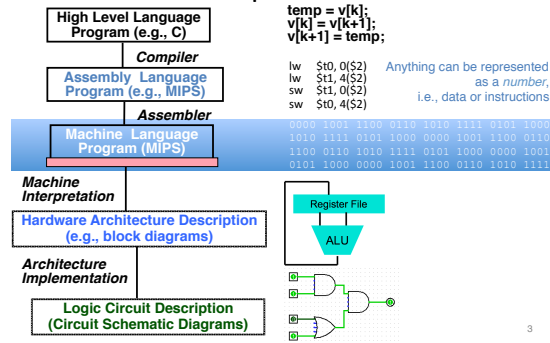 High Level Language
Program (e.g., C)
temp = v[k];
v[k] = v[k+1];
v[k+1] = temp;
Compiler
Assembly Language
Program (e.g., MIPS)
lw $t0, 0($2)
lw $t1, 4($2)
sw $t1, 0($2)
sw $t0, 4($2)
Anything can be represented
as a number,
i.e., data or instructions
Assembler
Machine Language
Program (MIPS)
0000 1001 1100 0110 1010 1111 0101 1000
1010 1111 0101 1000 0000 1001 1100 0110
1100 0110 1010 1111 0101 1000 0000 1001
0101 1000 0000 1001 1100 0110 1010 1111
Machine
Interpretation
Hardware Architecture Description
(e.g., block diagrams)
Register File
ALU
Architecture
Implementation
Logic Circuit Description
(Circuit Schematic Diagrams)
3